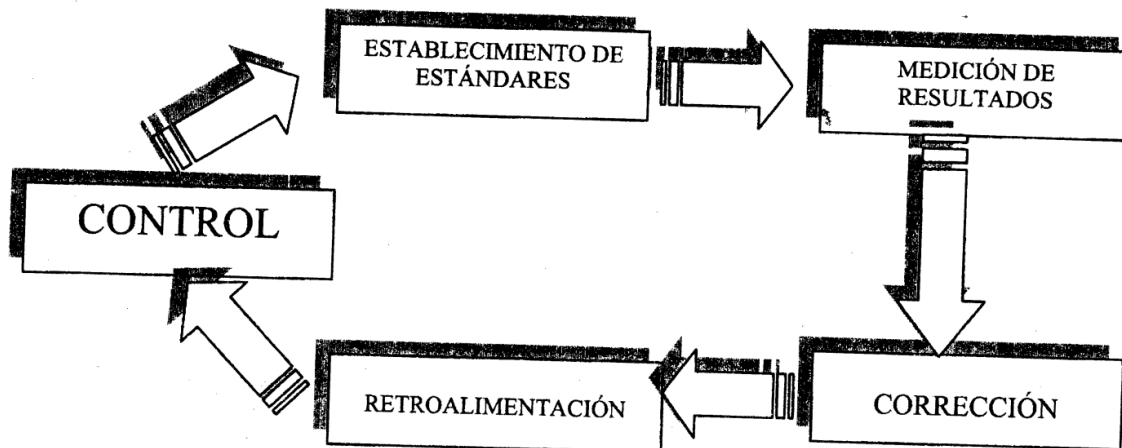 ESTABLECIMIENTO DE
ESTÁNDARES
MEDICIÓN DE
RESULTADOS
CONTROL
RETROALIMENTACIÓN
CORRECCIÓN